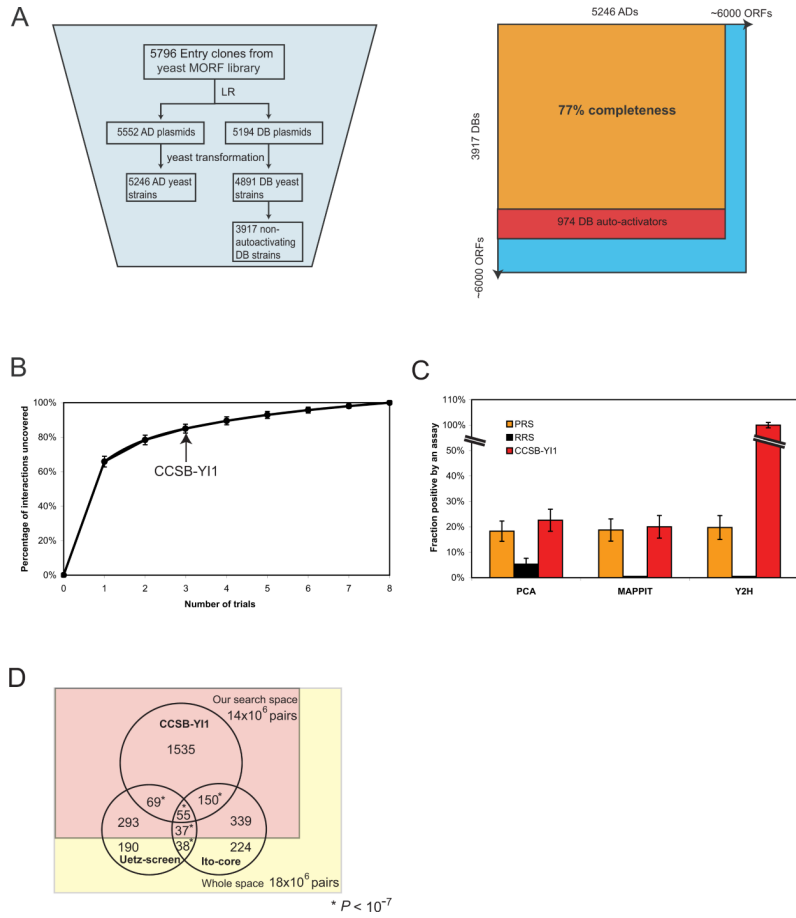 A
5796 Entry clones from
yeast MORF library
LR
5552 AD plasmids
5194 DB plasmids
yeast transformation
5246 AD yeast
strains
4891 DB yeast
strains
3917 non-
autoactivating
DB strains
5246 ADs
~6000 ORFs
77% completeness
3917 DBs
974 DB auto-activators
~6000 ORFs
B
Percentage of interactions uncovered
100%
80%
60%
40%
20%
0%
CCSB-YI1
0 1 2 3 4 5 6 7 8
Number of trials
C
Fraction positive by an assay
110%
100%
50%
40%
30%
20%
10%
0%
PRS
RRS
CCSB-YI1
PCA MAPPIT Y2H
D
Our search space
14x10⁶ pairs
CCSB-YI1
1535
69* 150*
*
55
293 37* 339
190 38* 224
Uetz-screen Ito-core
Whole space 18x10⁶ pairs
* P < 10⁻⁷